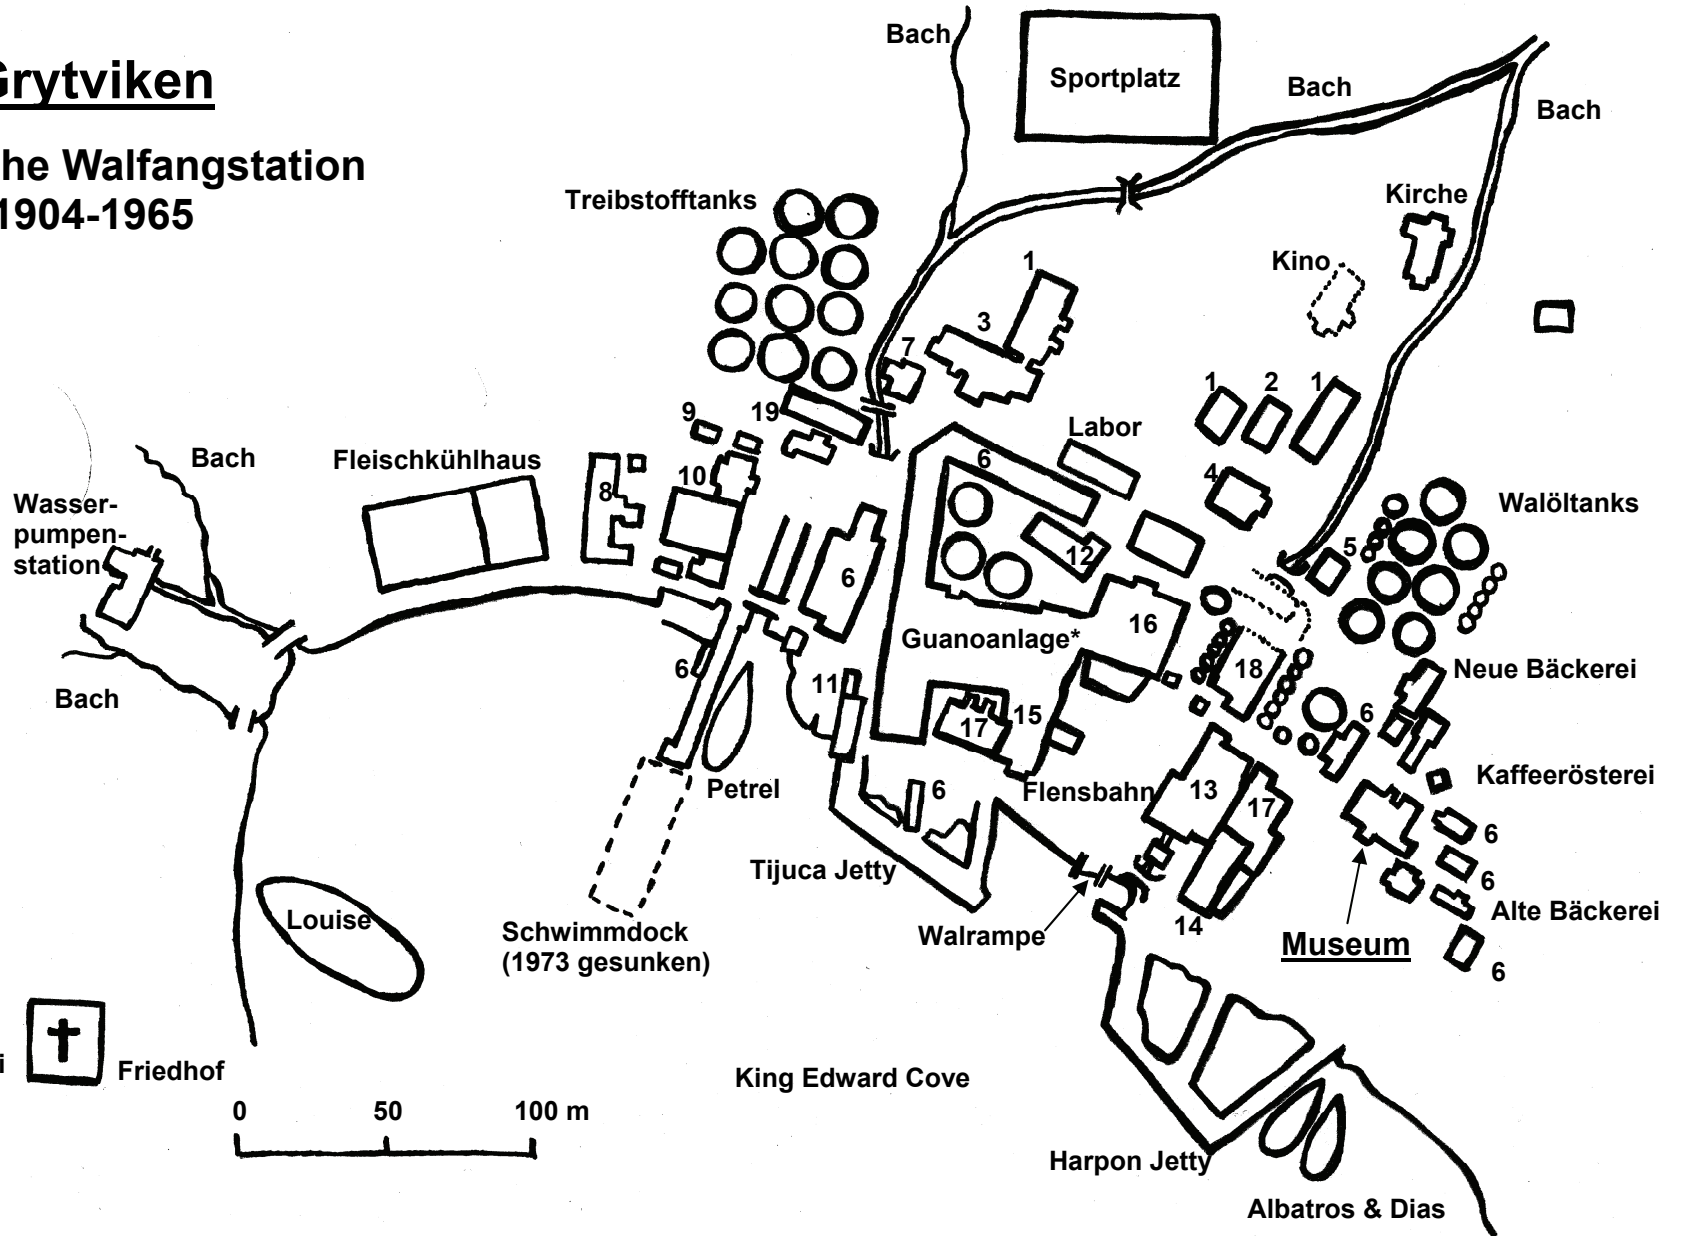 Grytviken
he Walfangstation
1904-1965
Bach
Sportplatz
Bach
Bach
Treibstofftanks
Kirche
Kino
1
3
7
1
2
1
9
19
Labor
Bach
Fleischkühlhaus
8
10
6
4
Walöltanks
Wasser-
pumpen-
station
5
12
6
16
Guanoanlage*
18
Neue Bäckerei
Bach
6
11
17
15
6
Kaffeerösterei
Petrel
6
Flensbahn
13
17
6
Tijuca Jetty
6
Louise
Walrampe
14
Alte Bäckerei
Museum
6
Schwimmdock
(1973 gesunken)
i
Friedhof
King Edward Cove
0 50 100 m
Harpon Jetty
Albatros & Dias